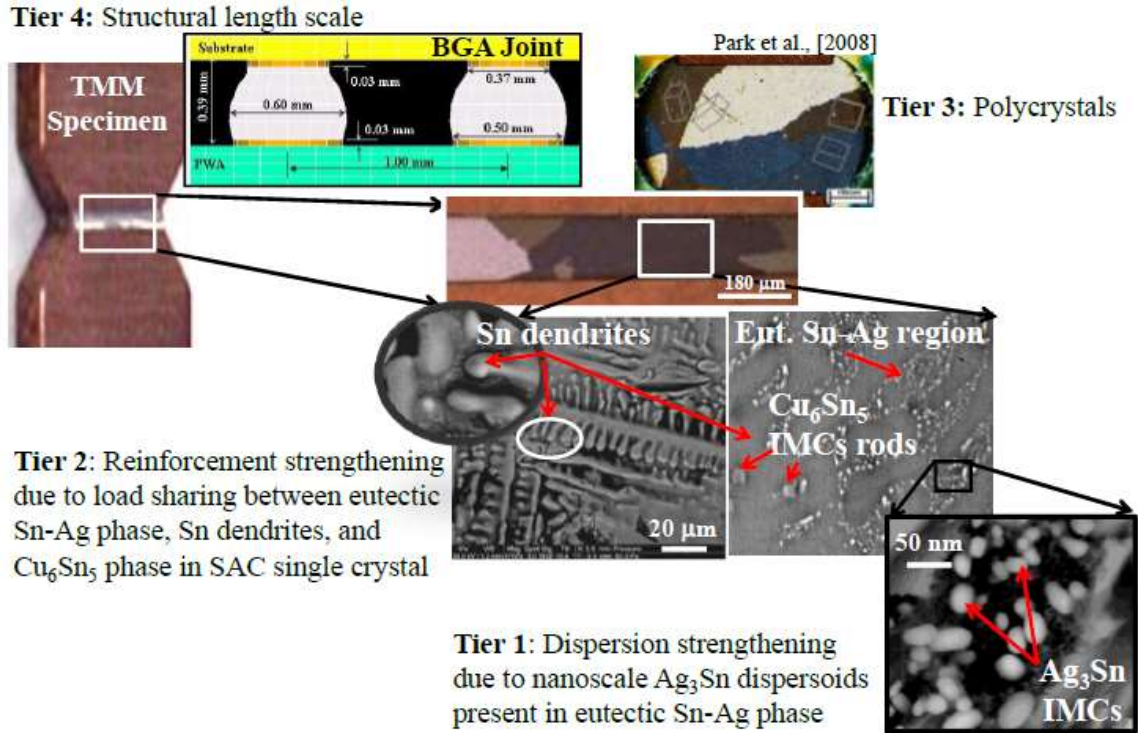 Tier 4: Structural length scale
Substrate
BGA Joint
Park et al., [2008]
TMM
Specimen
0.39 mm
0.03 mm
0.37mm
0.60 mm
0.03 mm
0.50 mm
PWA
1.00 mm
Tier 3: Polycrystals
180 μm
Sn dendrites
Eut. Sn-Ag region
Cu₆Sn₅
IMCs rods
Tier 2: Reinforcement strengthening
due to load sharing between eutectic
Sn-Ag phase, Sn dendrites, and
Cu₆Sn₅ phase in SAC single crystal
20 μm
50 nm
Tier 1: Dispersion strengthening
due to nanoscale Ag₃Sn dispersoids
present in eutectic Sn-Ag phase
Ag₃Sn
IMCs